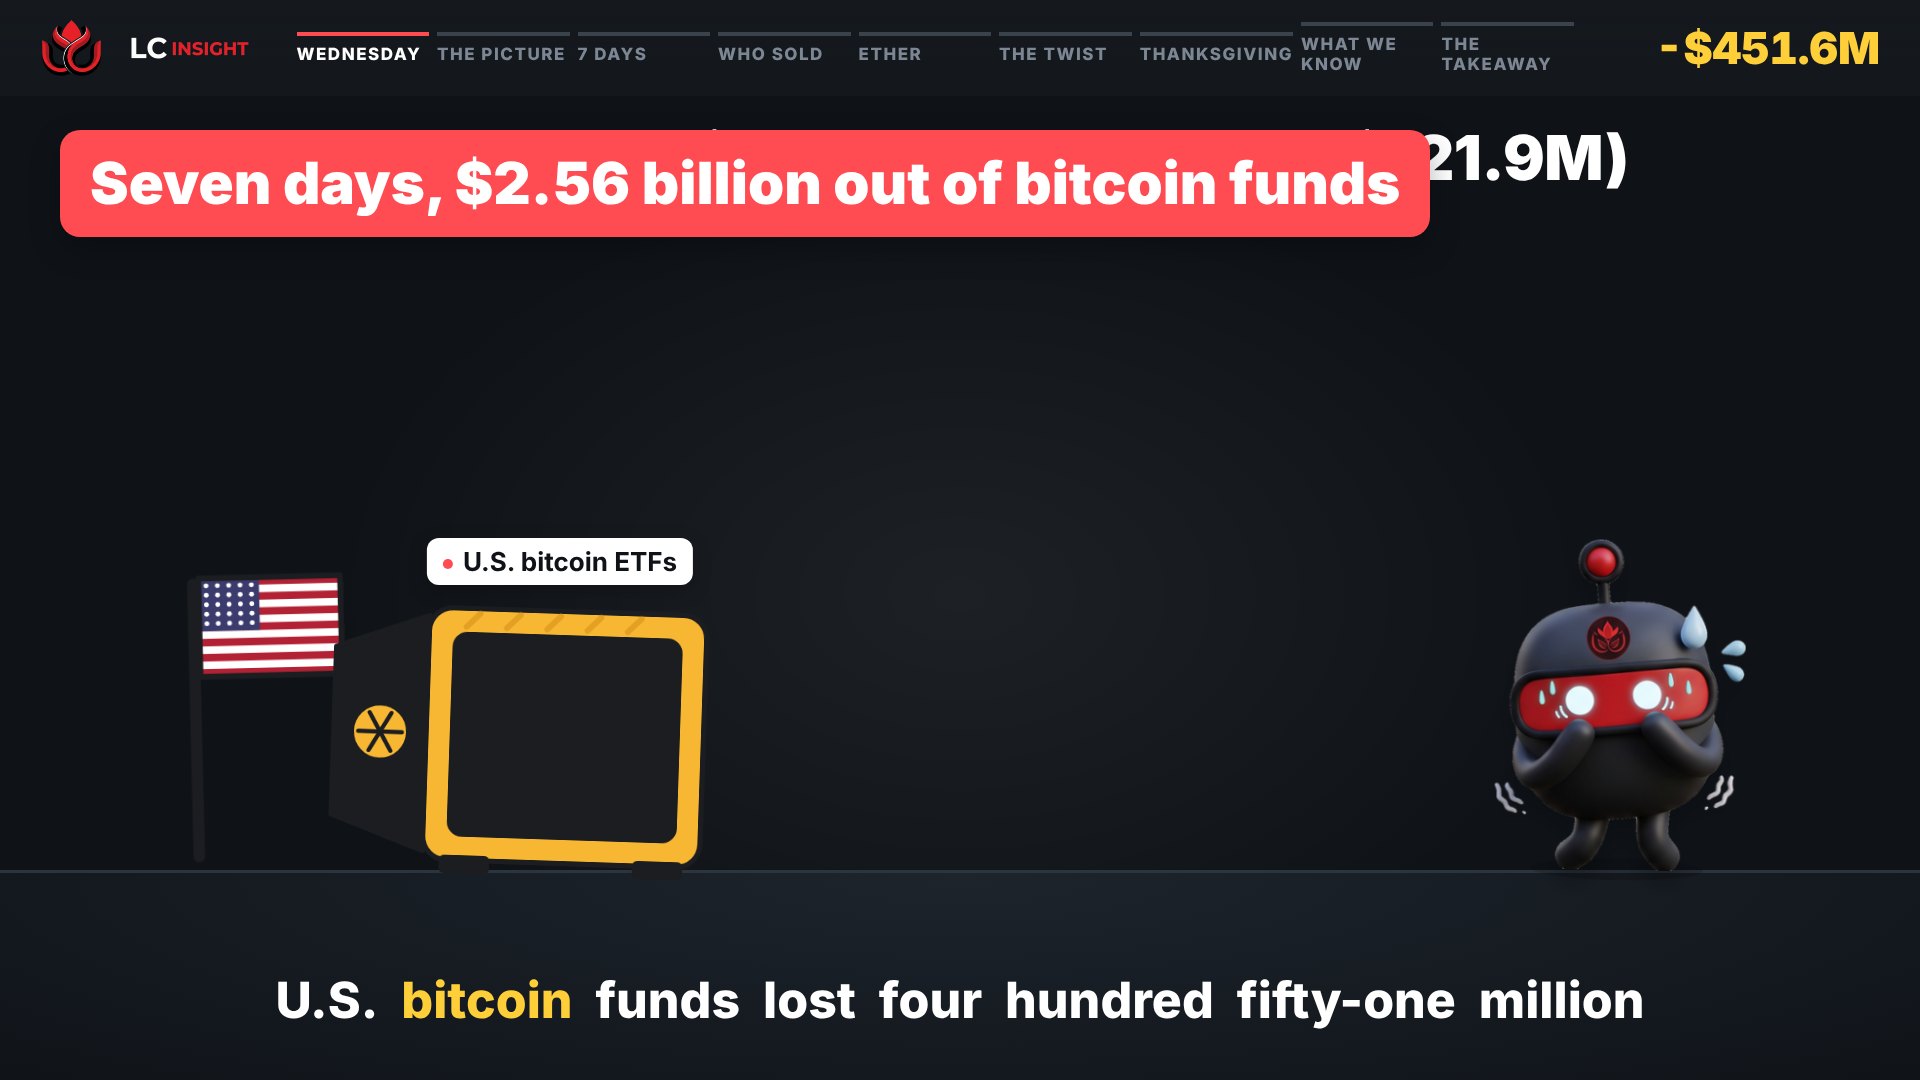 LC INSIGHT
WEDNESDAY
THE PICTURE
7 DAYS
WHO SOLD
ETHER
THE TWIST
THANKSGIVING
WHAT WE
KNOW
THE
TAKEAWAY
-$451.6M
21.9M)
Seven days, $2.56 billion out of bitcoin funds
U.S. bitcoin ETFs
U.S. bitcoin funds lost four hundred fifty-one million